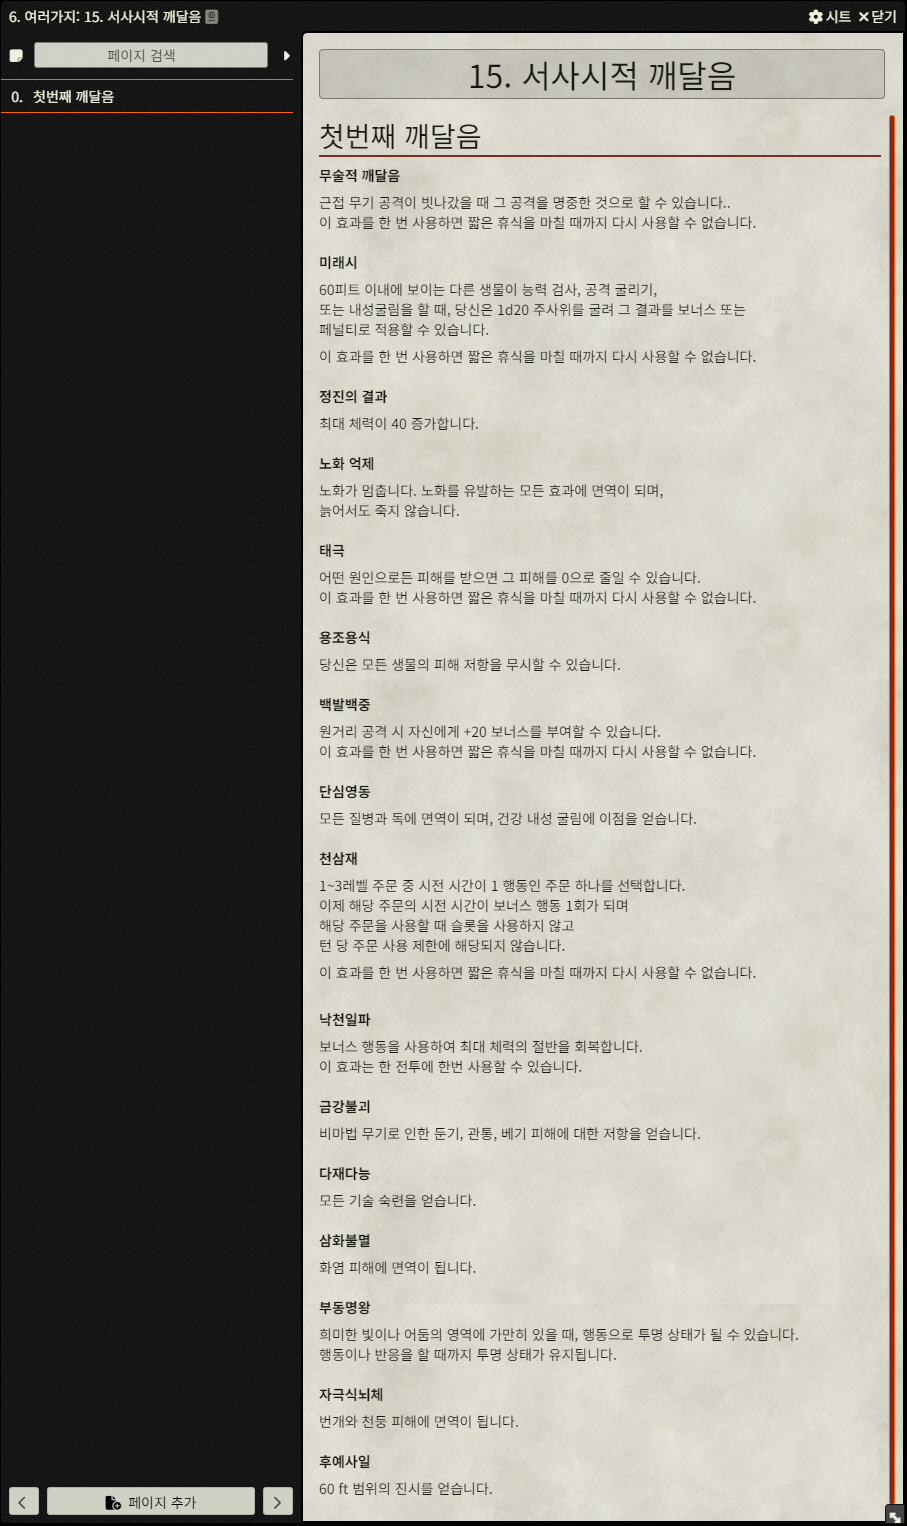 6. 여러가지: 15. 서사시적 깨달음
시트 닫기
페이지 검색
0. 첫번째 깨달음
15. 서사시적 깨달음
첫번째 깨달음
무술적 깨달음
근접 무기 공격이 빗나갔을 때 그 공격을 명중한 것으로 할 수 있습니다..
이 효과를 한 번 사용하면 짧은 휴식을 마칠 때까지 다시 사용할 수 없습니다.
미래시
60피트 이내에 보이는 다른 생물이 능력 검사, 공격 굴리기,
또는 내성굴림을 할 때, 당신은 1d20 주사위를 굴려 그 결과를 보너스 또는
페널티로 적용할 수 있습니다.
이 효과를 한 번 사용하면 짧은 휴식을 마칠 때까지 다시 사용할 수 없습니다.
정진의 결과
최대 체력이 40 증가합니다.
노화 억제
노화가 멈춥니다. 노화를 유발하는 모든 효과에 면역이 되며,
늙어서도 죽지 않습니다.
태극
어떤 원인으로든 피해를 받으면 그 피해를 0으로 줄일 수 있습니다.
이 효과를 한 번 사용하면 짧은 휴식을 마칠 때까지 다시 사용할 수 없습니다.
용조용식
당신은 모든 생물의 피해 저항을 무시할 수 있습니다.
백발백중
원거리 공격 시 자신에게 +20 보너스를 부여할 수 있습니다.
이 효과를 한 번 사용하면 짧은 휴식을 마칠 때까지 다시 사용할 수 없습니다.
단심영동
모든 질병과 독에 면역이 되며, 건강 내성 굴림에 이점을 얻습니다.
천삼재
1~3레벨 주문 중 시전 시간이 1 행동인 주문 하나를 선택합니다.
이제 해당 주문의 시전 시간이 보너스 행동 1회가 되며
해당 주문을 사용할 때 슬롯을 사용하지 않고
턴 당 주문 사용 제한에 해당되지 않습니다.
이 효과를 한 번 사용하면 짧은 휴식을 마칠 때까지 다시 사용할 수 없습니다.
낙천일파
보너스 행동을 사용하여 최대 체력의 절반을 회복합니다.
이 효과는 한 전투에 한번 사용할 수 있습니다.
금강불괴
비마법 무기로 인한 둔기, 관통, 베기 피해에 대한 저항을 얻습니다.
다재다능
모든 기술 숙련을 얻습니다.
삼화불멸
화염 피해에 면역이 됩니다.
부동명왕
희미한 빛이나 어둠의 영역에 가만히 있을 때, 행동으로 투명 상태가 될 수 있습니다.
행동이나 반응을 할 때까지 투명 상태가 유지됩니다.
자극식뇌체
번개와 천둥 피해에 면역이 됩니다.
후예사일
60 ft 범위의 진시를 얻습니다.
페이지 추가